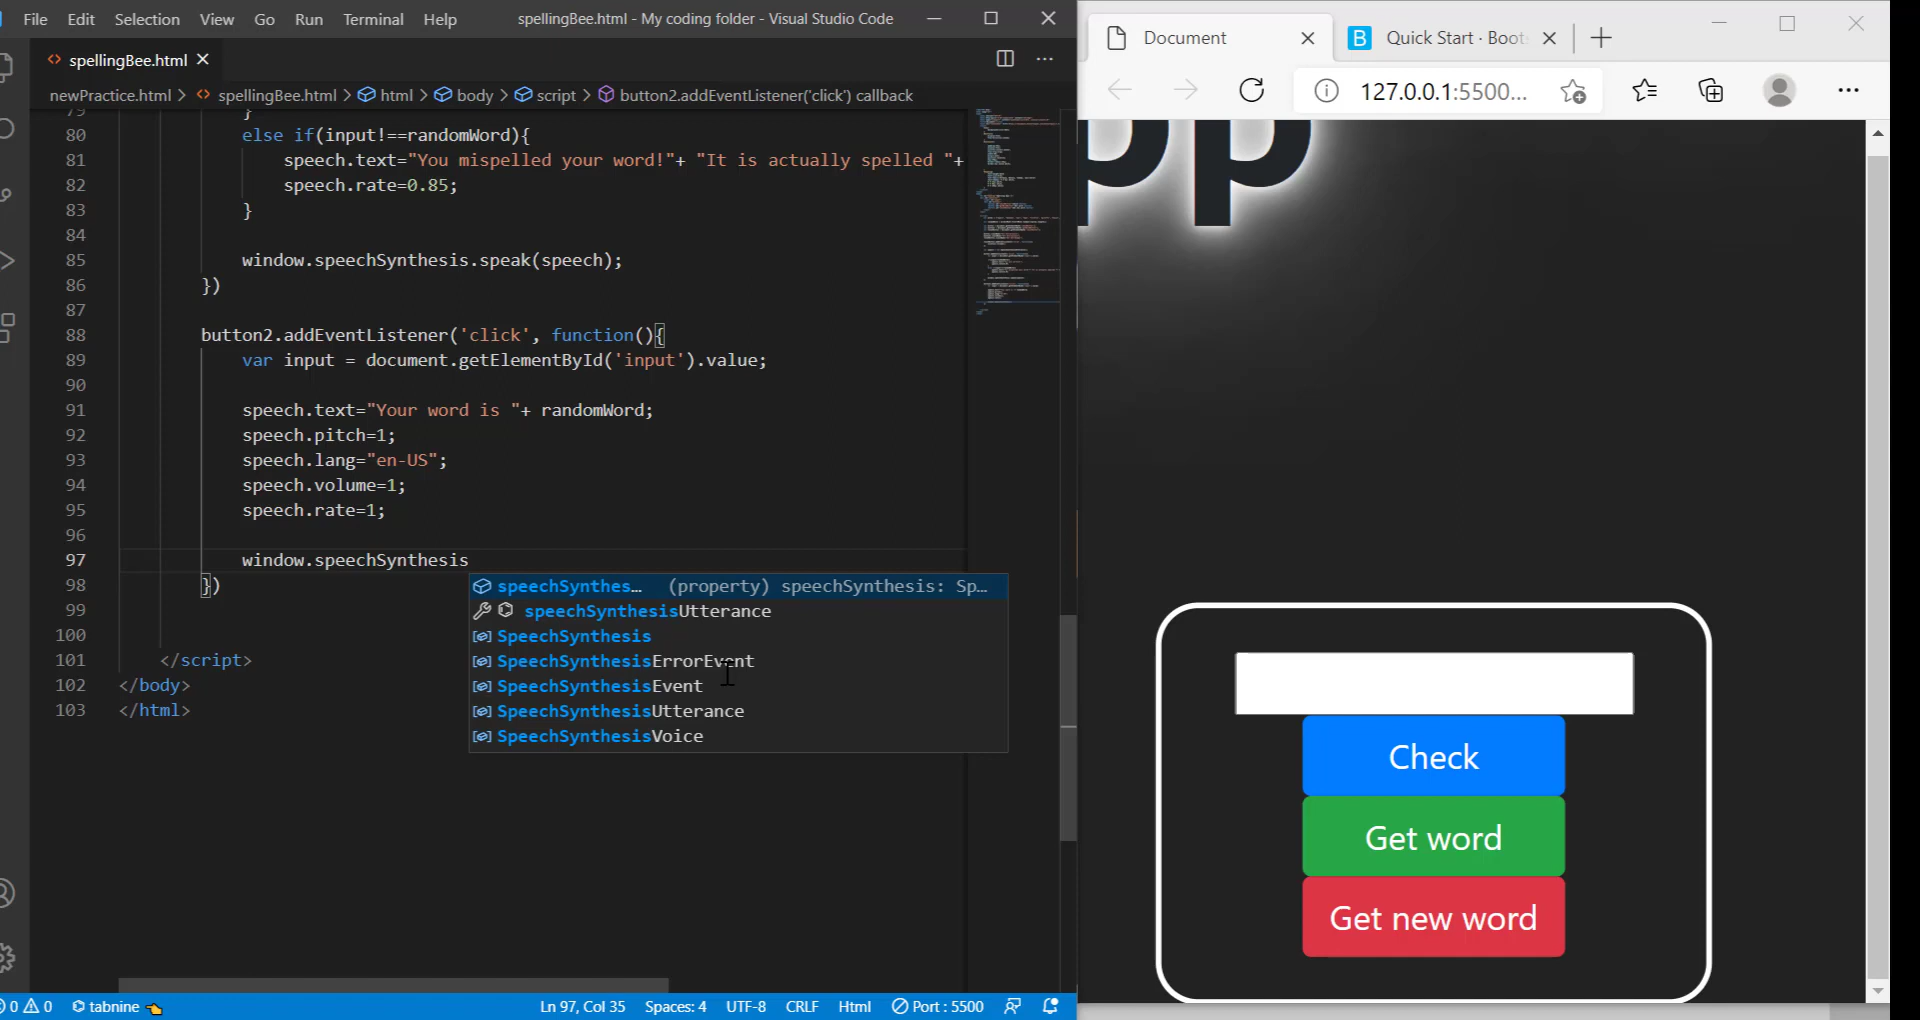 File Edit Selection View Go Run Terminal Help
spellingBee.html - My coding folder - Visual Studio Code
spellingBee.html
newPractice.html > spellingBee.html > html > body > script > button2.addEventListener('click') callback
79 }
80 else if(input!==randomWord){
81 speech.text="You mispelled your word!"+ "It is actually spelled "+
82 speech.rate=0.85;
83 }
84
85 window.speechSynthesis.speak(speech);
86 })
87
88 button2.addEventListener('click', function(){
89 var input = document.getElementById('input').value;
90
91 speech.text="Your word is "+ randomWord;
92 speech.pitch=1;
93 speech.lang="en-US";
94 speech.volume=1;
95 speech.rate=1;
96
97 window.speechSynthesis
98 })
99
100
101 </script>
102 </body>
103 </html>
speechSynthes… (property) speechSynthesis: Sp…
speechSynthesisUtterance
SpeechSynthesis
SpeechSynthesisErrorEvent
SpeechSynthesisEvent
SpeechSynthesisUtterance
SpeechSynthesisVoice
0 0 tabnine Ln 97, Col 35 Spaces: 4 UTF-8 CRLF Html Port : 5500
Document
B Quick Start · Boots
127.0.0.1:5500...
pp
Check
Get word
Get new word